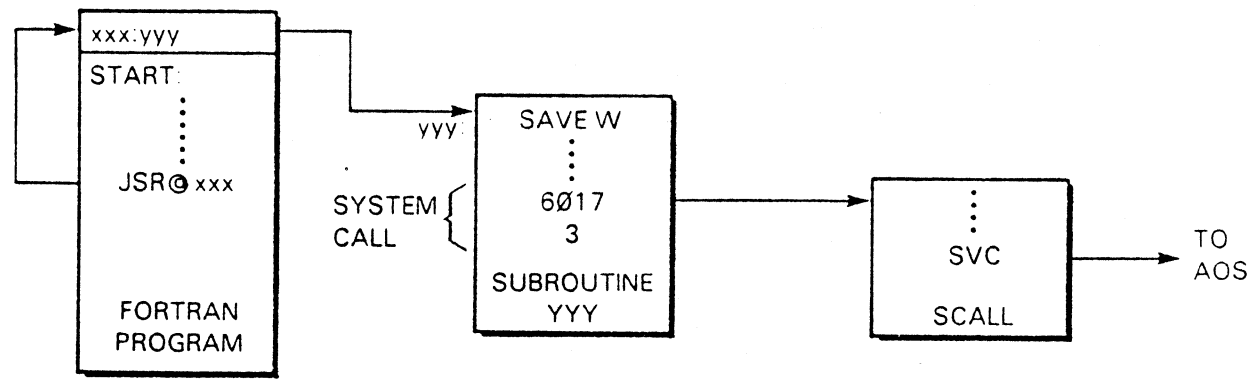 xxx:yyy
START:
JSR@ xxx
FORTRAN
PROGRAM
yyy:
SYSTEM
CALL
SAVE W
6Ø17
3
SUBROUTINE
YYY
SVC
SCALL
TO
AOS